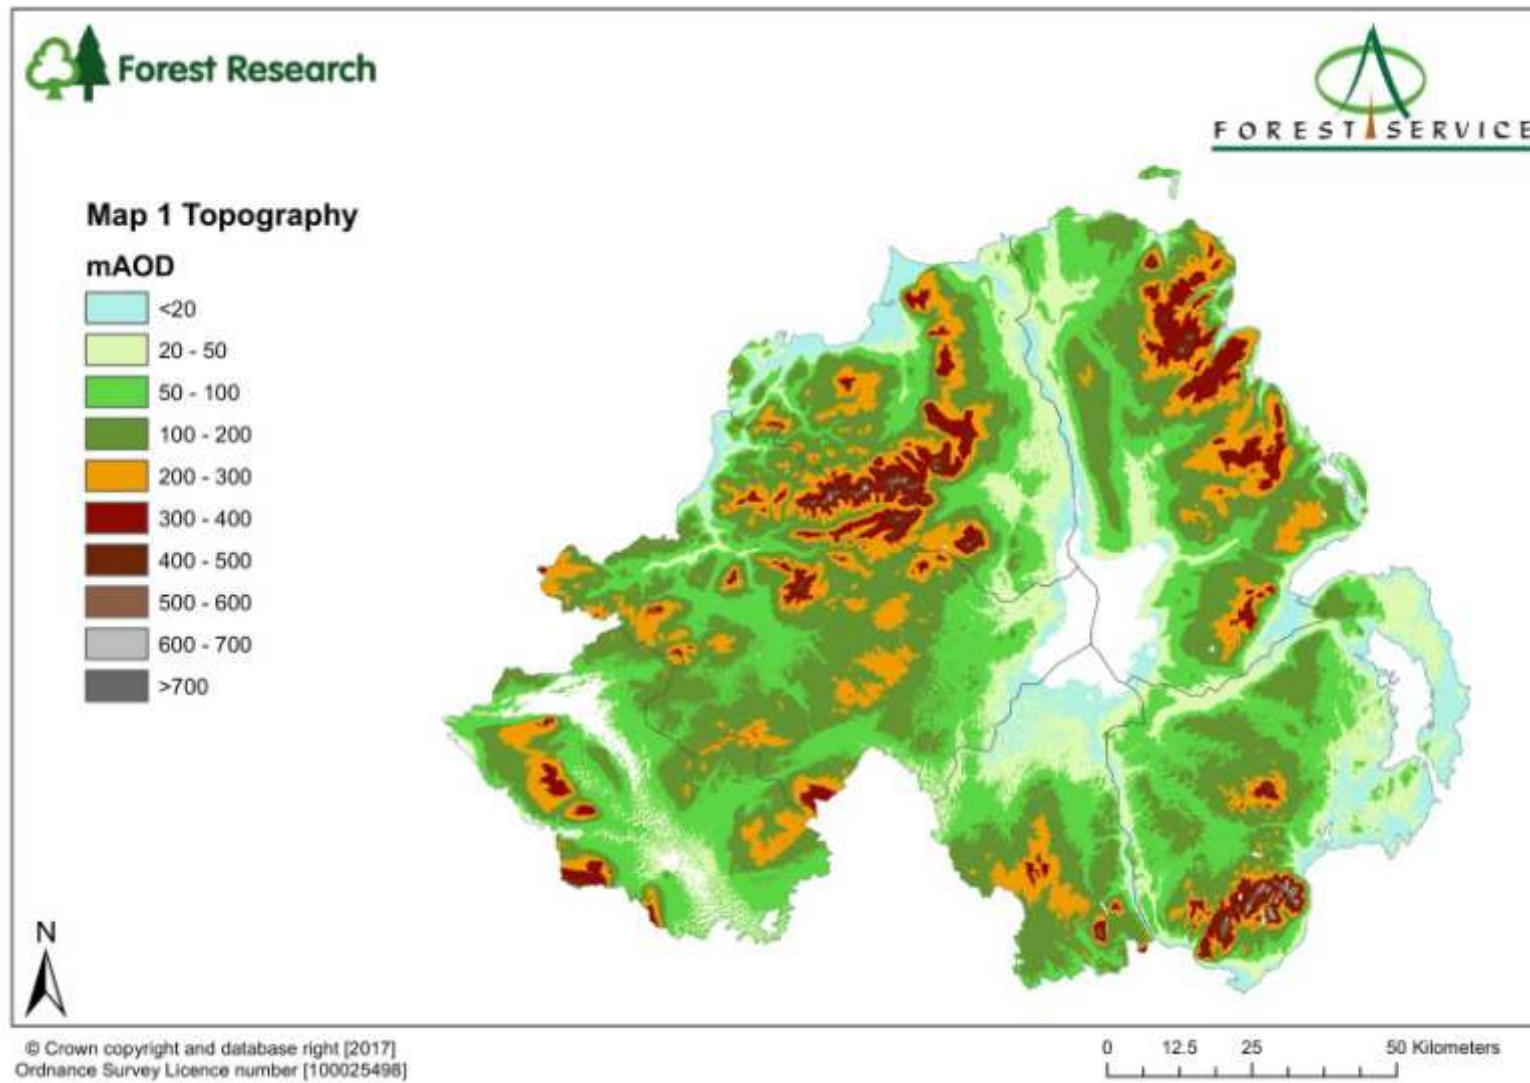 Forest Research
FOREST SERVICE
Map 1 Topography
mAOD
<20
20 - 50
50 - 100
100 - 200
200 - 300
300 - 400
400 - 500
500 - 600
600 - 700
>700
N
© Crown copyright and database right [2017]
Ordnance Survey Licence number [100025498]
0 12.5 25 50 Kilometers